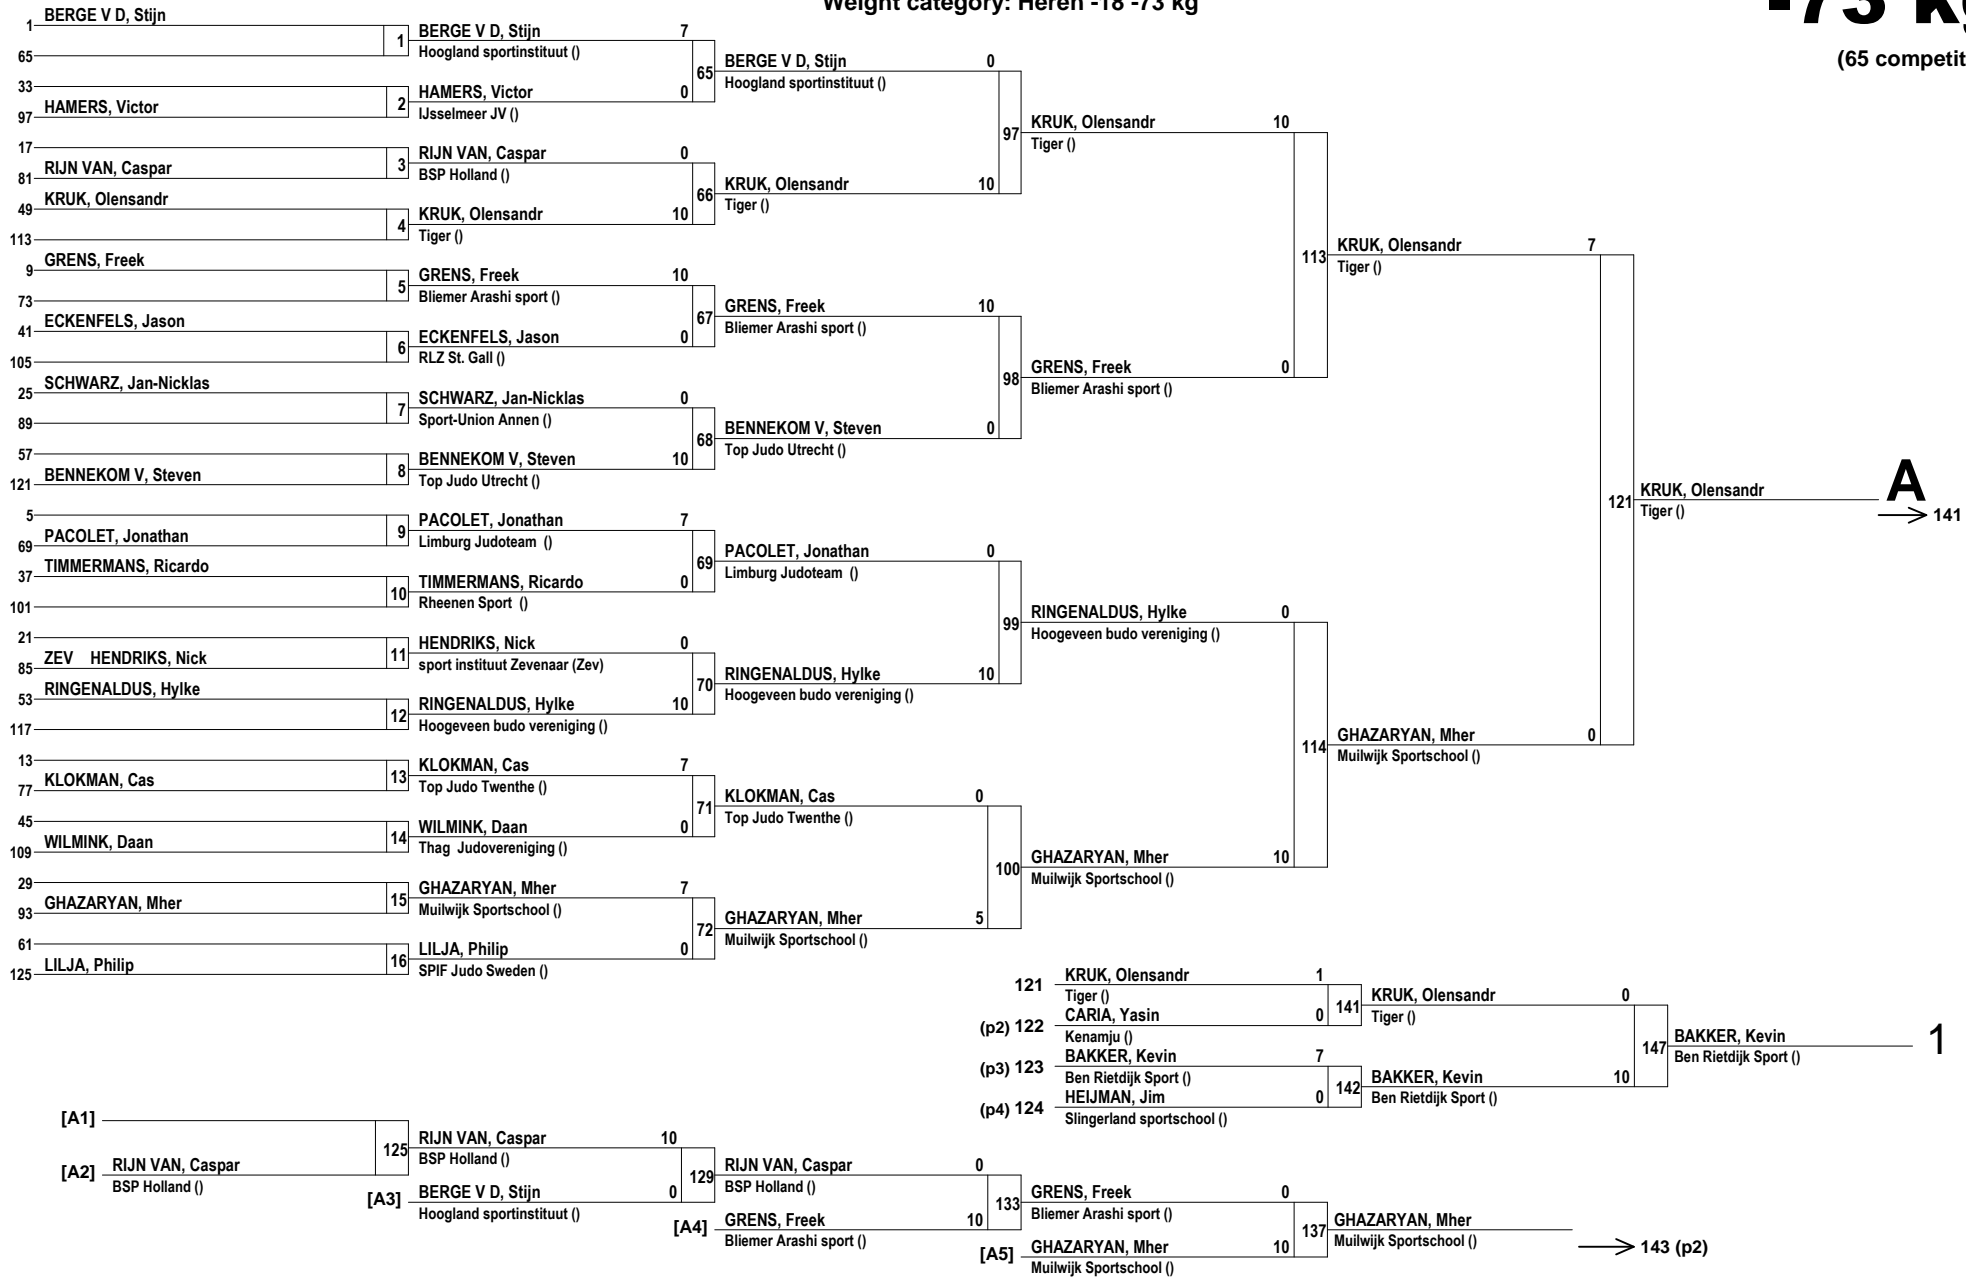 Weight category: Heren -18 -73 kg
-73 kg
(65 competit
1 BERGE V D, Stijn
65
1
33
97 HAMERS, Victor
2
17
81 RIJN VAN, Caspar
3
49 KRUK, Olensandr
113
4
9 GRENS, Freek
73
5
41 ECKENFELS, Jason
105
6
25 SCHWARZ, Jan-Nicklas
89
7
57
121 BENNEKOM V, Steven
8
5
69 PACOLET, Jonathan
9
37 TIMMERMANS, Ricardo
101
10
21
85 ZEV HENDRIKS, Nick
11
53 RINGENALDUS, Hylke
117
12
13
77 KLOKMAN, Cas
13
45
109 WILMINK, Daan
14
29
93 GHAZARYAN, Mher
15
61
125 LILJA, Philip
16
BERGE V D, Stijn 7
Hoogland sportinstituut ()
65
HAMERS, Victor 0
IJsselmeer JV ()
RIJN VAN, Caspar 0
BSP Holland ()
66
KRUK, Olensandr 10
Tiger ()
GRENS, Freek 10
Bliemer Arashi sport ()
67
ECKENFELS, Jason 0
RLZ St. Gall ()
SCHWARZ, Jan-Nicklas 0
Sport-Union Annen ()
68
BENNEKOM V, Steven 10
Top Judo Utrecht ()
PACOLET, Jonathan 7
Limburg Judoteam ()
69
TIMMERMANS, Ricardo 0
Rheenen Sport ()
HENDRIKS, Nick 0
sport instituut Zevenaar (Zev)
70
RINGENALDUS, Hylke 10
Hoogeveen budo vereniging ()
KLOKMAN, Cas 7
Top Judo Twenthe ()
71
WILMINK, Daan 0
Thag Judovereniging ()
GHAZARYAN, Mher 7
Muilwijk Sportschool ()
72
LILJA, Philip 0
SPIF Judo Sweden ()
BERGE V D, Stijn 0
Hoogland sportinstituut ()
97
KRUK, Olensandr 10
Tiger ()
GRENS, Freek 10
Bliemer Arashi sport ()
98
BENNEKOM V, Steven 0
Top Judo Utrecht ()
PACOLET, Jonathan 0
Limburg Judoteam ()
99
RINGENALDUS, Hylke 10
Hoogeveen budo vereniging ()
KLOKMAN, Cas 0
Top Judo Twenthe ()
100
GHAZARYAN, Mher 5
Muilwijk Sportschool ()
KRUK, Olensandr 10
Tiger ()
113
GRENS, Freek 0
Bliemer Arashi sport ()
RINGENALDUS, Hylke 0
Hoogeveen budo vereniging ()
114
GHAZARYAN, Mher 10
Muilwijk Sportschool ()
KRUK, Olensandr 7
Tiger ()
121
GHAZARYAN, Mher 0
Muilwijk Sportschool ()
KRUK, Olensandr
Tiger ()
A
141
121 KRUK, Olensandr 1
Tiger ()
141
(p2) 122 CARIA, Yasin 0
Kenamju ()
(p3) 123 BAKKER, Kevin 7
Ben Rietdijk Sport ()
142
(p4) 124 HEIJMAN, Jim 0
Slingerland sportschool ()
KRUK, Olensandr 0
Tiger ()
147
BAKKER, Kevin 10
Ben Rietdijk Sport ()
BAKKER, Kevin
Ben Rietdijk Sport ()
1
[A1]
125
[A2] RIJN VAN, Caspar
BSP Holland ()
RIJN VAN, Caspar 10
BSP Holland ()
129
[A3] BERGE V D, Stijn 0
Hoogland sportinstituut ()
RIJN VAN, Caspar 0
BSP Holland ()
133
[A4] GRENS, Freek 10
Bliemer Arashi sport ()
GRENS, Freek 0
Bliemer Arashi sport ()
137
[A5] GHAZARYAN, Mher 10
Muilwijk Sportschool ()
GHAZARYAN, Mher
Muilwijk Sportschool ()
143 (p2)